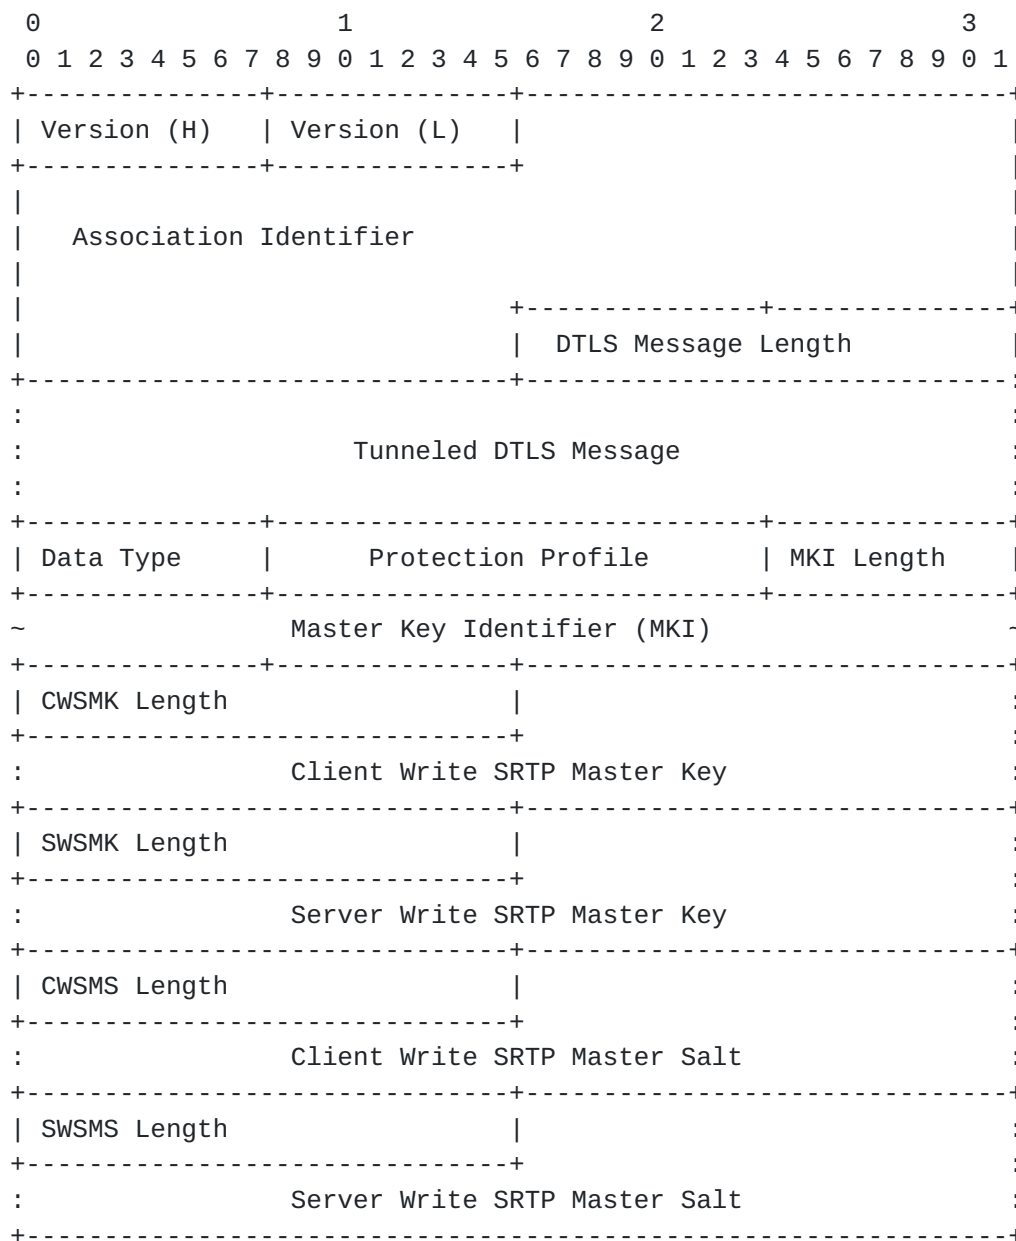 0                   1                   2                   3
 0 1 2 3 4 5 6 7 8 9 0 1 2 3 4 5 6 7 8 9 0 1 2 3 4 5 6 7 8 9 0 1
+---------------+---------------+-------------------------------+
| Version (H)   | Version (L)   |                               |
+---------------+---------------+                               |
|                                                               |
|   Association Identifier                                      |
|                                                               |
|                               +---------------+---------------+
|                               |  DTLS Message Length          |
+-------------------------------+-------------------------------:
:                                                               :
:                     Tunneled DTLS Message                     :
:                                                               :
+---------------+-------------------------------+---------------+
| Data Type     |      Protection Profile       | MKI Length    |
+---------------+-------------------------------+---------------+
~                 Master Key Identifier (MKI)                   ~
+---------------+---------------+-------------------------------+
| CWSMK Length                  |                               :
+-------------------------------+                               :
:                 Client Write SRTP Master Key                  :
+-------------------------------+-------------------------------+
| SWSMK Length                  |                               :
+-------------------------------+                               :
:                 Server Write SRTP Master Key                  :
+-------------------------------+-------------------------------+
| CWSMS Length                  |                               :
+-------------------------------+                               :
:                 Client Write SRTP Master Salt                 :
+-------------------------------+-------------------------------+
| SWSMS Length                  |                               :
+-------------------------------+                               :
:                 Server Write SRTP Master Salt                 :
+---------------------------------------------------------------+